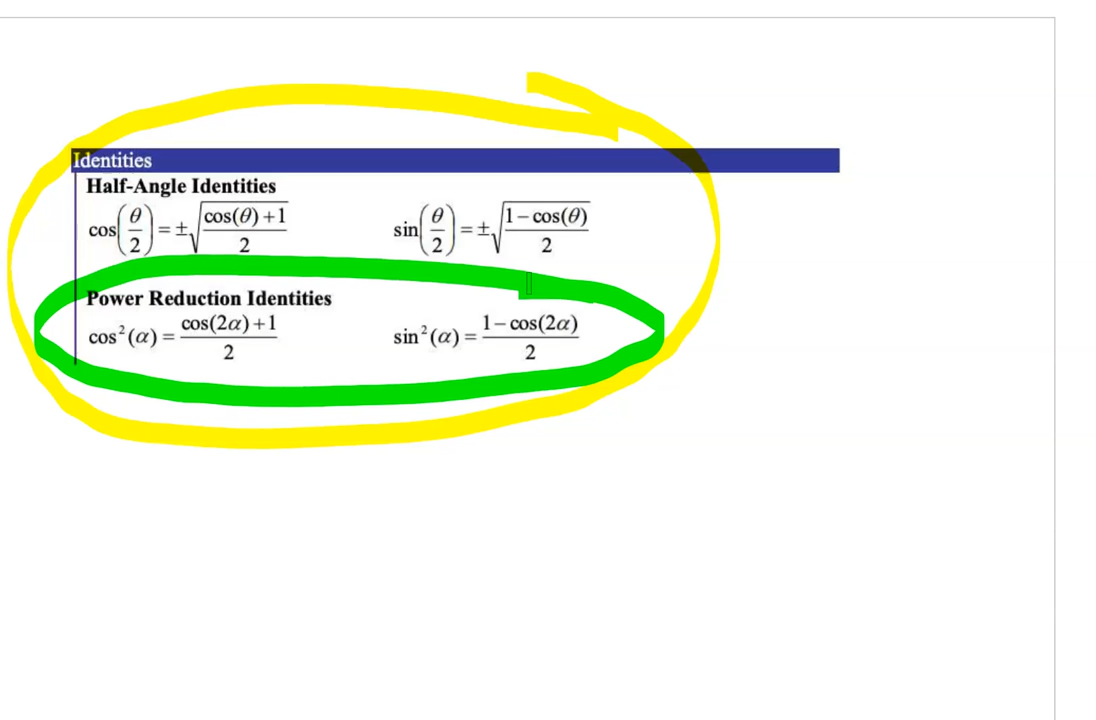 Identities
Half-Angle Identities
cos(θ/2) = ±√((cos(θ)+1)/2) sin(θ/2) = ±√((1−cos(θ))/2)
Power Reduction Identities
cos²(α) = (cos(2α)+1)/2 sin²(α) = (1−cos(2α))/2